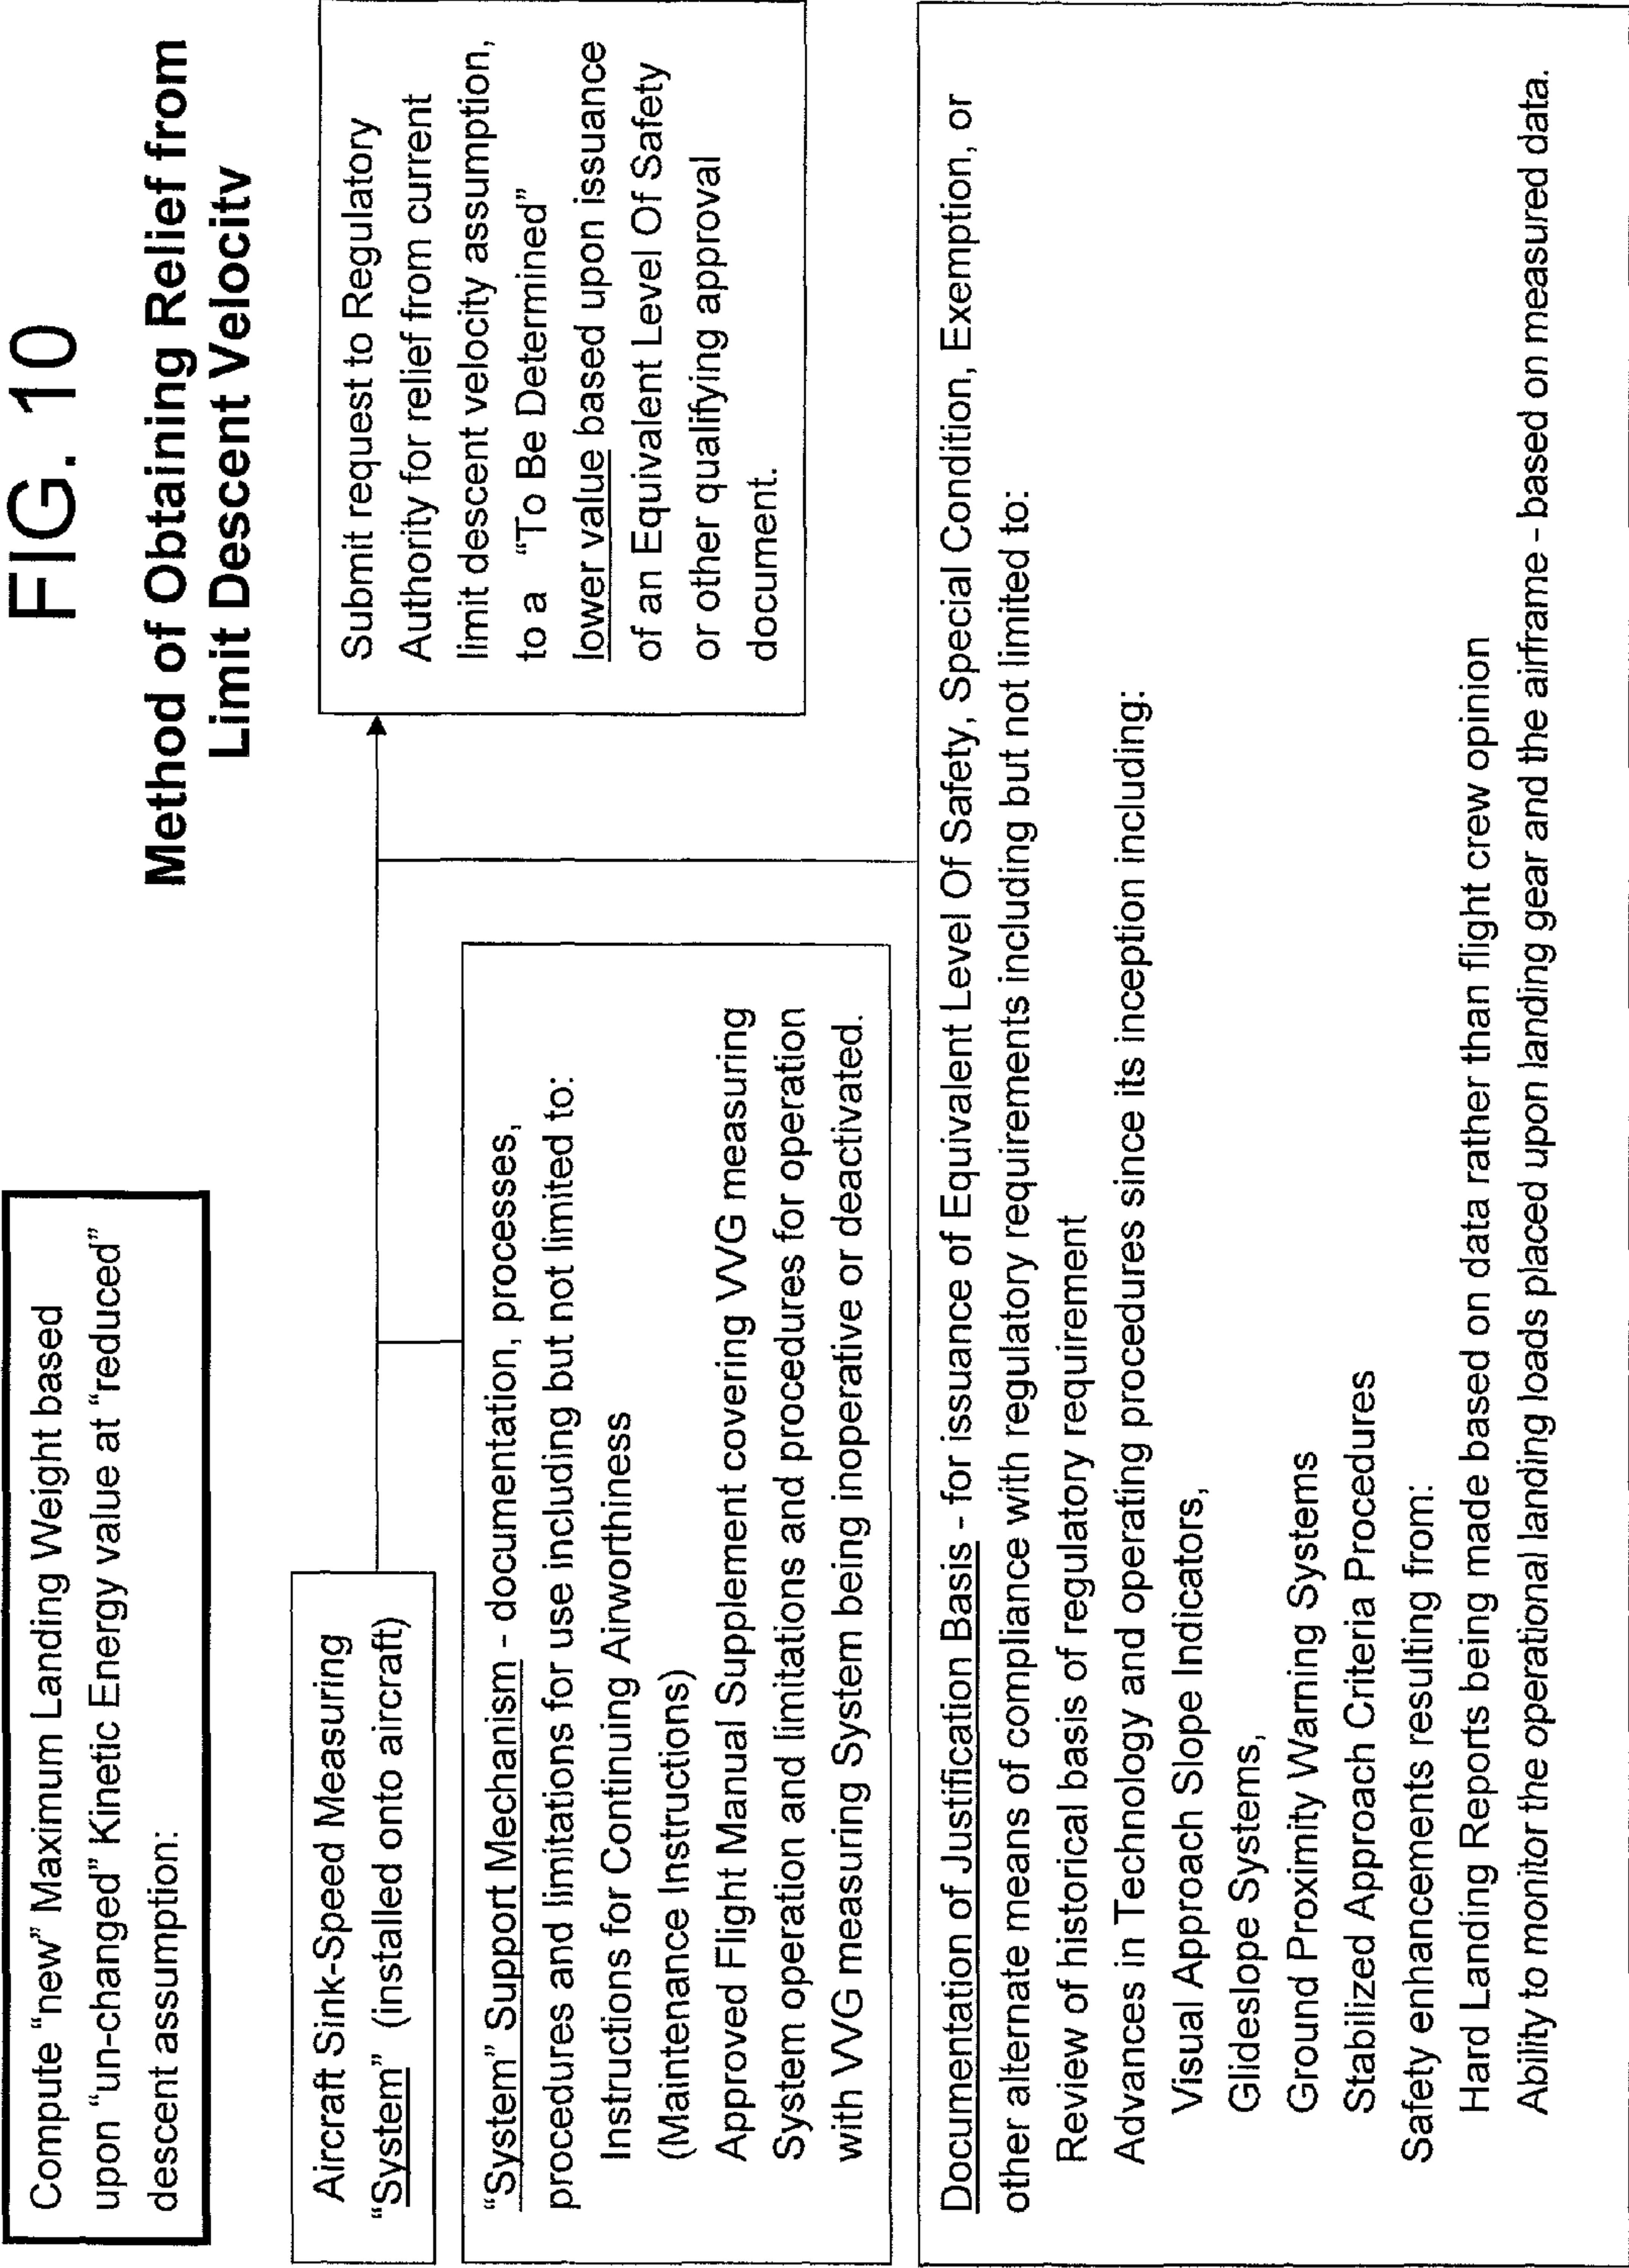 FIG. 10
Method of Obtaining Relief from
Limit Descent Velocity
Compute “new” Maximum Landing Weight based
upon “un-changed” Kinetic Energy value at “reduced”
descent assumption:
Aircraft Sink-Speed Measuring
“System” (installed onto aircraft)
Submit request to Regulatory
Authority for relief from current
limit descent velocity assumption,
to a “To Be Determined”
lower value based upon issuance
of an Equivalent Level Of Safety
or other qualifying approval
document.
“System” Support Mechanism - documentation, processes,
procedures and limitations for use including but not limited to:
Instructions for Continuing Airworthiness
(Maintenance Instructions)
Approved Flight Manual Supplement covering VVG measuring
System operation and limitations and procedures for operation
with VVG measuring System being inoperative or deactivated.
Documentation of Justification Basis - for issuance of Equivalent Level Of Safety, Special Condition, Exemption, or
other alternate means of compliance with regulatory requirements including but not limited to:
Review of historical basis of regulatory requirement
Advances in Technology and operating procedures since its inception including:
Visual Approach Slope Indicators,
Glideslope Systems,
Ground Proximity Warning Systems
Stabilized Approach Criteria Procedures
Safety enhancements resulting from:
Hard Landing Reports being made based on data rather than flight crew opinion
Ability to monitor the operational landing loads placed upon landing gear and the airframe - based on measured data.